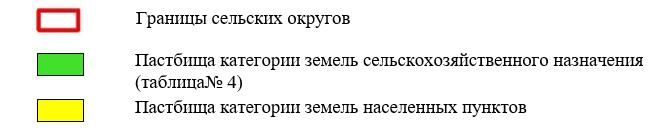 Границы сельских округов
Пастбища категории земель сельскохозяйственного назначения
(таблица№ 4)
Пастбища категории земель населенных пунктов